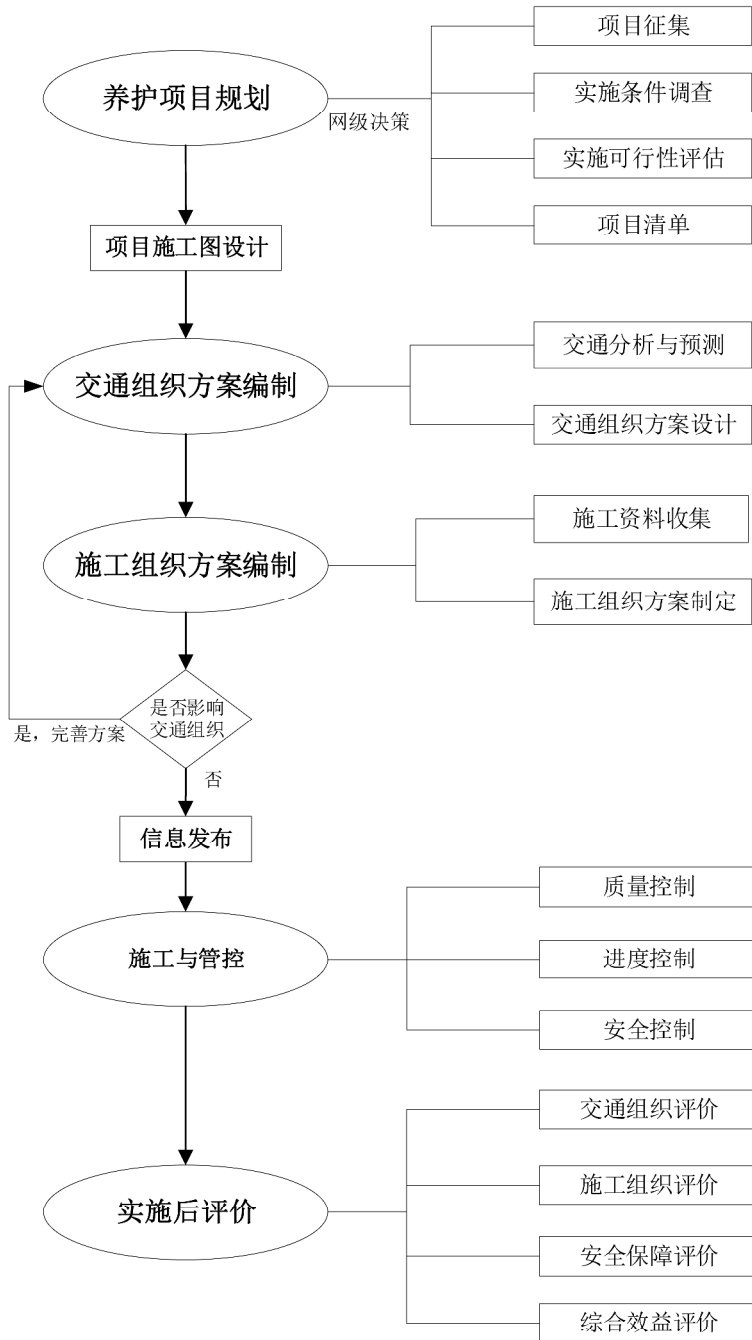 项目征集
养护项目规划
网级决策
实施条件调查
实施可行性评估
项目清单
项目施工图设计
交通组织方案编制
交通分析与预测
交通组织方案设计
施工组织方案编制
施工资料收集
施工组织方案制定
是否影响
交通组织
是，完善方案
否
信息发布
施工与管控
质量控制
进度控制
安全控制
实施后评价
交通组织评价
施工组织评价
安全保障评价
综合效益评价